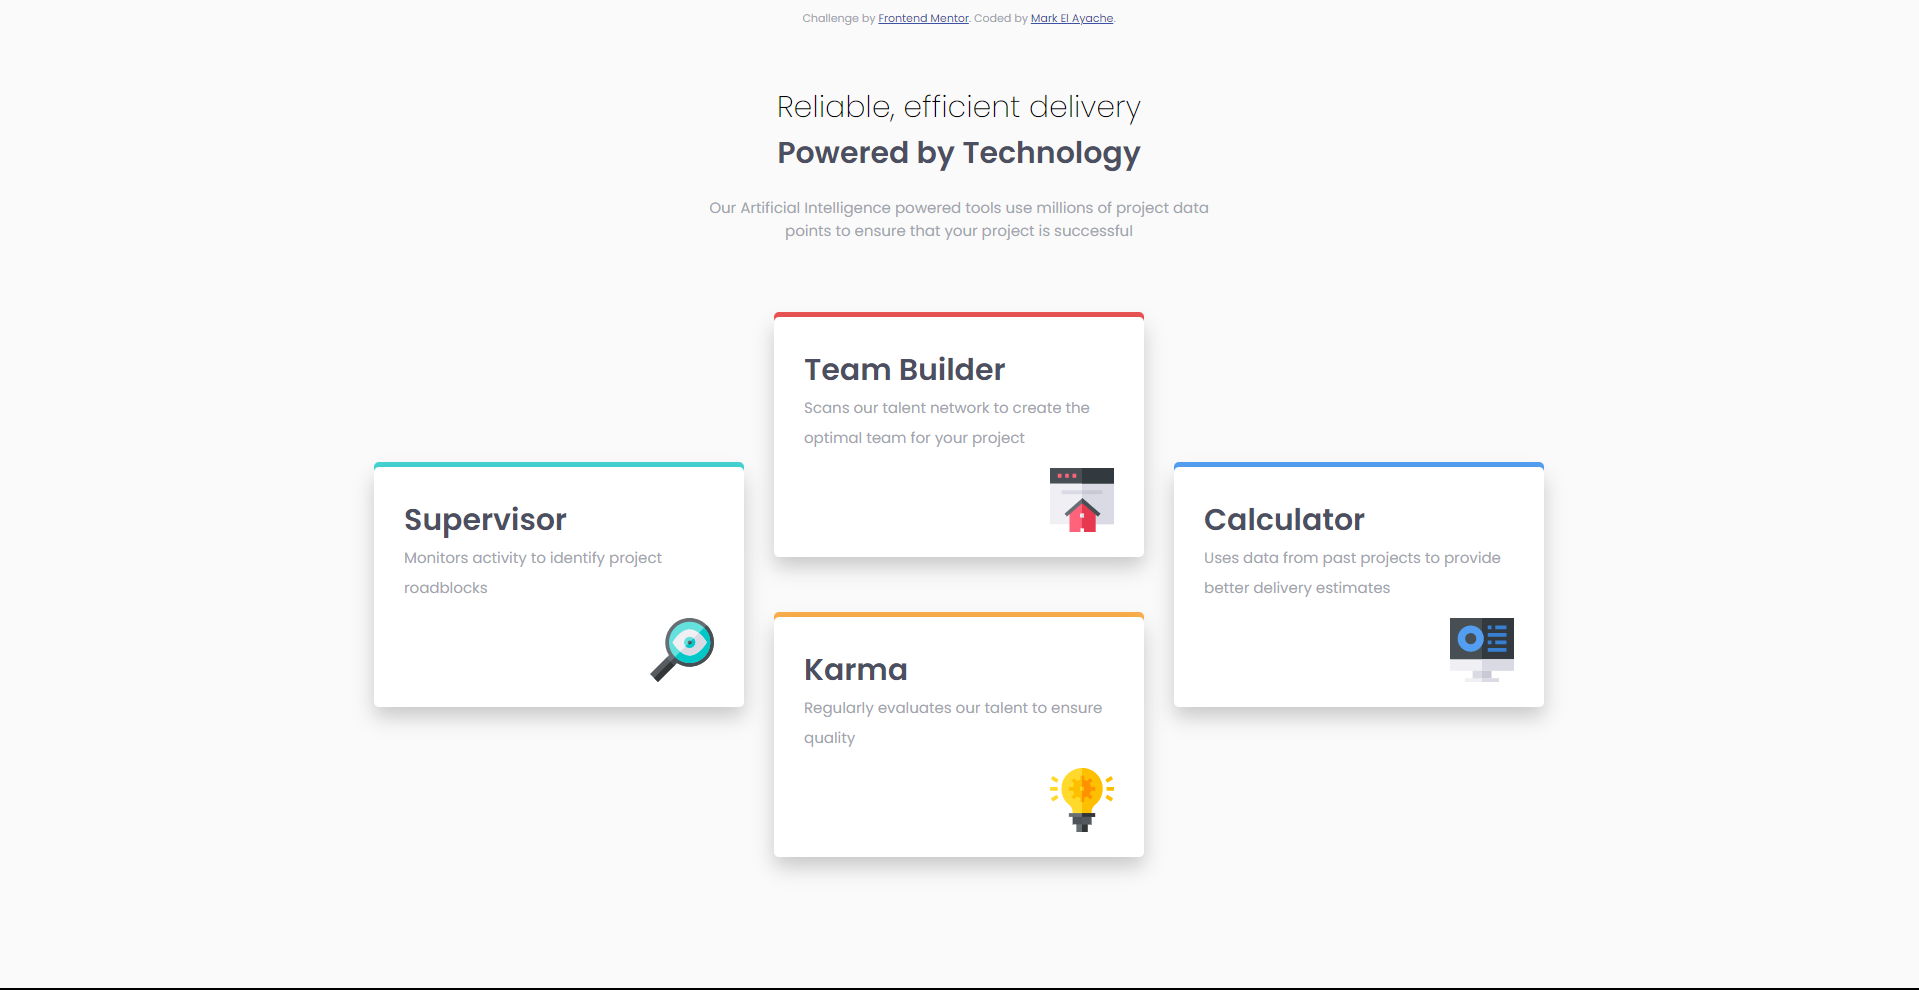 Challenge by Frontend Mentor. Coded by Mark El Ayache.
Reliable, efficient delivery
Powered by Technology
Our Artificial Intelligence powered tools use millions of project data
points to ensure that your project is successful
Team Builder
Scans our talent network to create the
optimal team for your project
Supervisor
Monitors activity to identify project
roadblocks
Calculator
Uses data from past projects to provide
better delivery estimates
Karma
Regularly evaluates our talent to ensure
quality